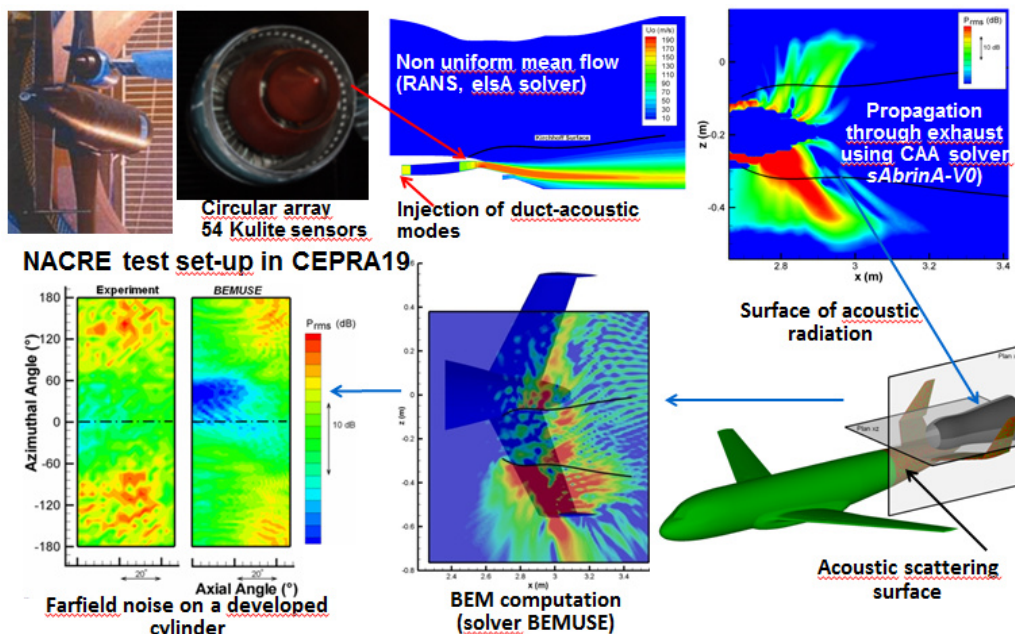 Circular array
54 Kulite sensors
NACRE test set-up in CEPRA19
Non uniform mean flow
(RANS, elsA solver)
Uo (m/s)
190
170
150
130
110
90
70
50
30
10
Kirchhoff Surface
Injection of duct-acoustic
modes
Prms (dB)
10 dB
Propagation
through exhaust
using CAA solver
sAbrinA-V0)
z (m)
0
-0.2
-0.4
2.8
3
3.2
3.4
x (m)
Surface of acoustic
radiation
Plan x2
Acoustic scattering
surface
z (m)
0.4
0.2
0
-0.2
-0.4
-0.6
-0.8
2.4
2.6
2.8
3
3.2
3.4
x (m)
BEM computation
(solver BEMUSE)
Experiment
BEMUSE
Prms (dB)
10 dB
Azimuthal Angle (°)
180
120
60
0
-60
-120
-180
20°
20°
Axial Angle (°)
Farfield noise on a developed
cylinder